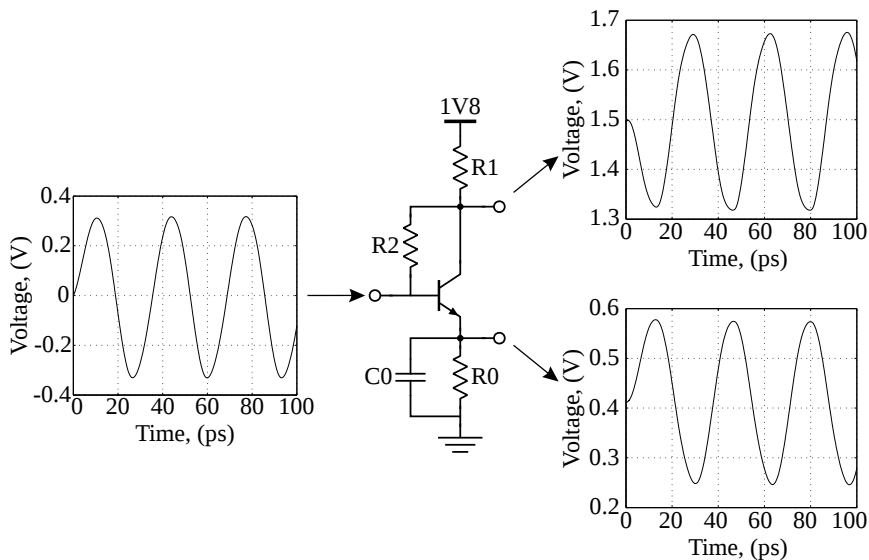 0.4
0.2
0
-0.2
-0.4
Voltage, (V)
0 20 40 60 80 100
Time, (ps)
1V8
R1
R2
C0
R0
1.7
1.6
1.5
1.4
1.3
Voltage, (V)
0 20 40 60 80 100
Time, (ps)
0.6
0.5
0.4
0.3
0.2
Voltage, (V)
0 20 40 60 80 100
Time, (ps)